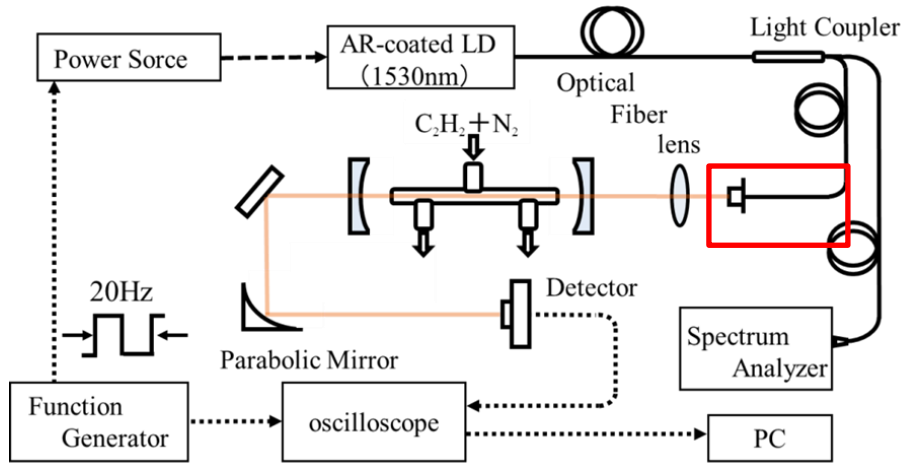 Power Sorce
AR-coated LD
（1530nm）
Light Coupler
Optical
Fiber
lens
C₂H₂＋N₂
20Hz
Detector
Parabolic Mirror
Spectrum
Analyzer
Function
Generator
oscilloscope
PC